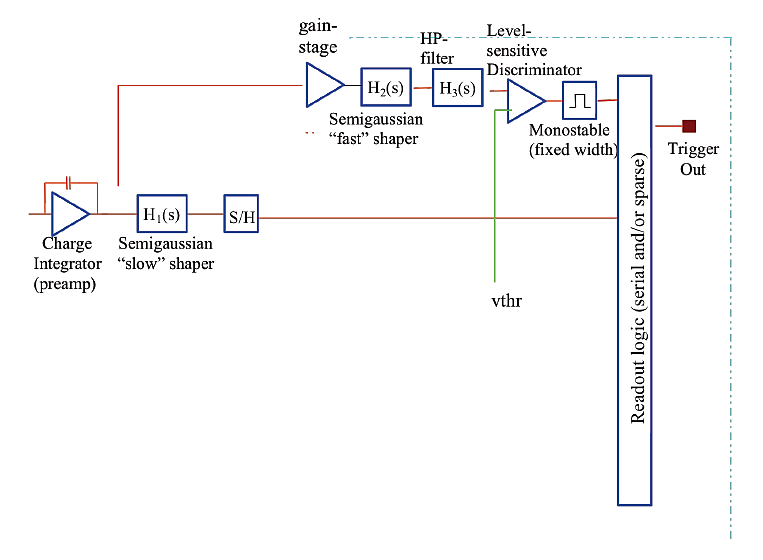 gain-
stage
HP-
filter
Level-
sensitive
Discriminator
H2(s)
H3(s)
Semigaussian
“fast” shaper
Monostable
(fixed width)
Trigger
Out
H1(s)
S/H
Charge
Integrator
(preamp)
Semigaussian
“slow” shaper
vthr
Readout logic (serial and/or sparse)